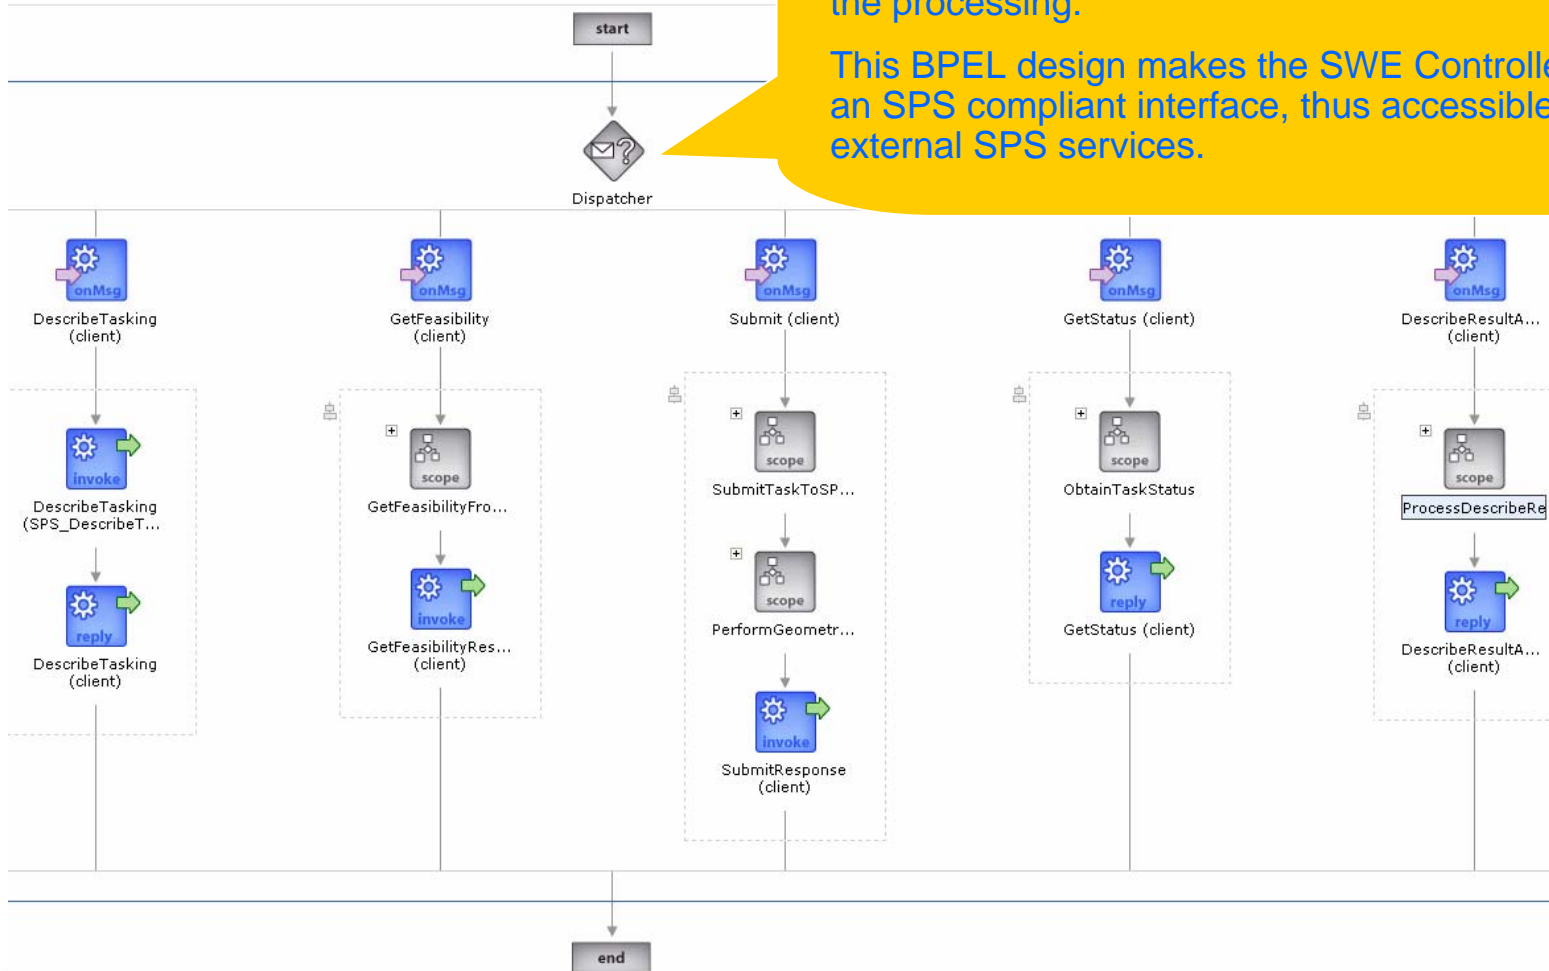 the processing.
This BPEL design makes the SWE Controlle
an SPS compliant interface, thus accessible
external SPS services.
start
Dispatcher
onMsg
DescribeTasking
(client)
invoke
DescribeTasking
(SPS_DescribeT...
reply
DescribeTasking
(client)
onMsg
GetFeasibility
(client)
scope
GetFeasibilityFro...
invoke
GetFeasibilityRes...
(client)
onMsg
Submit (client)
scope
SubmitTaskToSP...
scope
PerformGeometr...
invoke
SubmitResponse
(client)
onMsg
GetStatus (client)
scope
ObtainTaskStatus
reply
GetStatus (client)
onMsg
DescribeResultA...
(client)
scope
ProcessDescribeRe
reply
DescribeResultA...
(client)
end